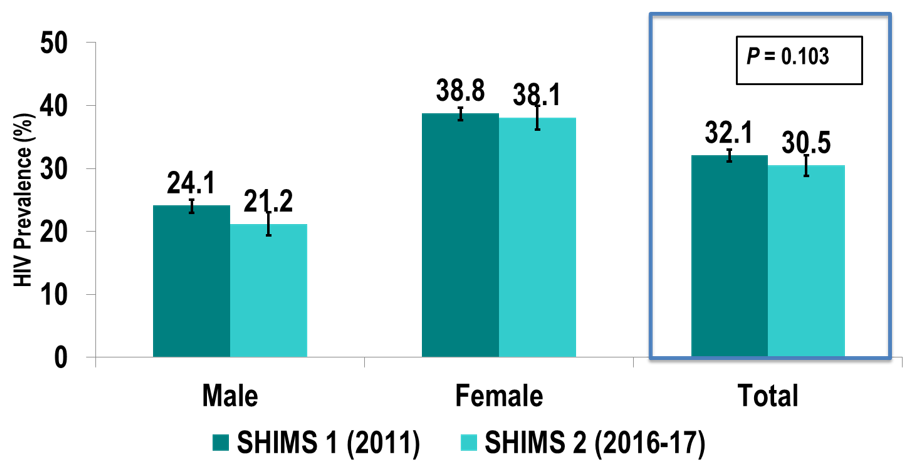 HIV Prevalence (%)
50
40
30
20
10
0
P = 0.103
24.1
21.2
38.8
38.1
32.1
30.5
Male
Female
Total
SHIMS 1 (2011)
SHIMS 2 (2016-17)